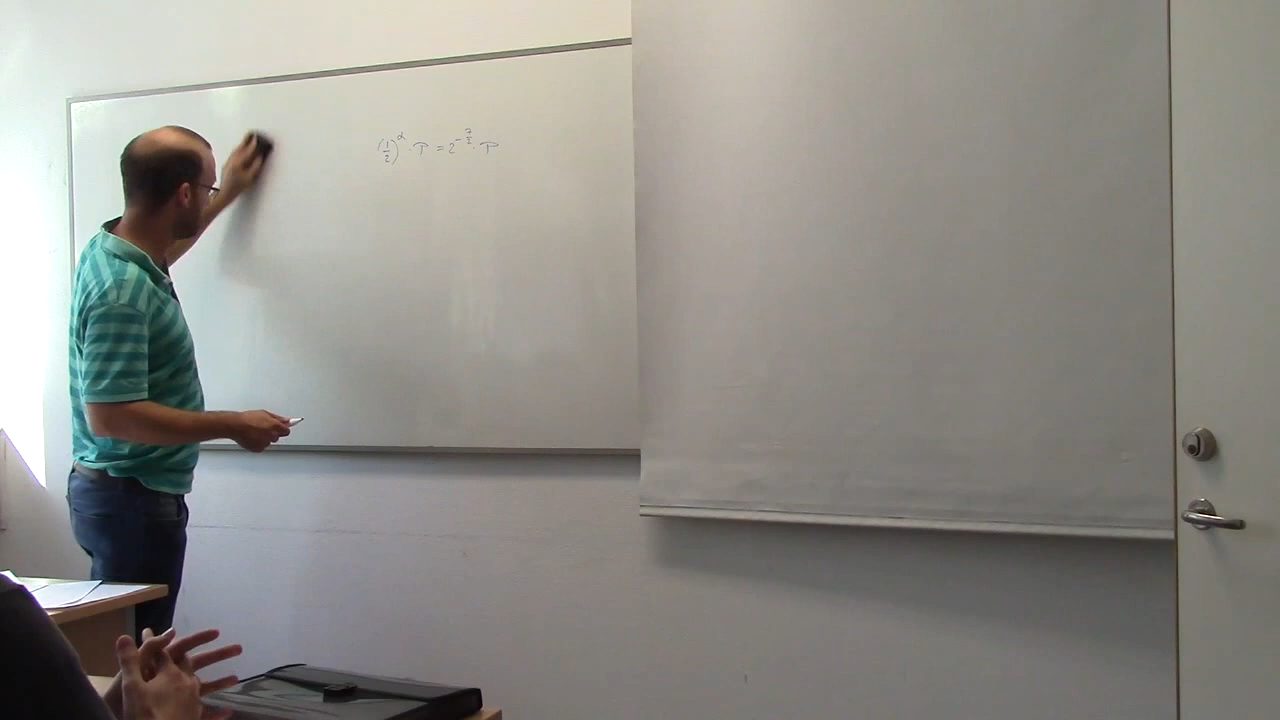 (1/2)^α · T = 2^(-7/2) · T